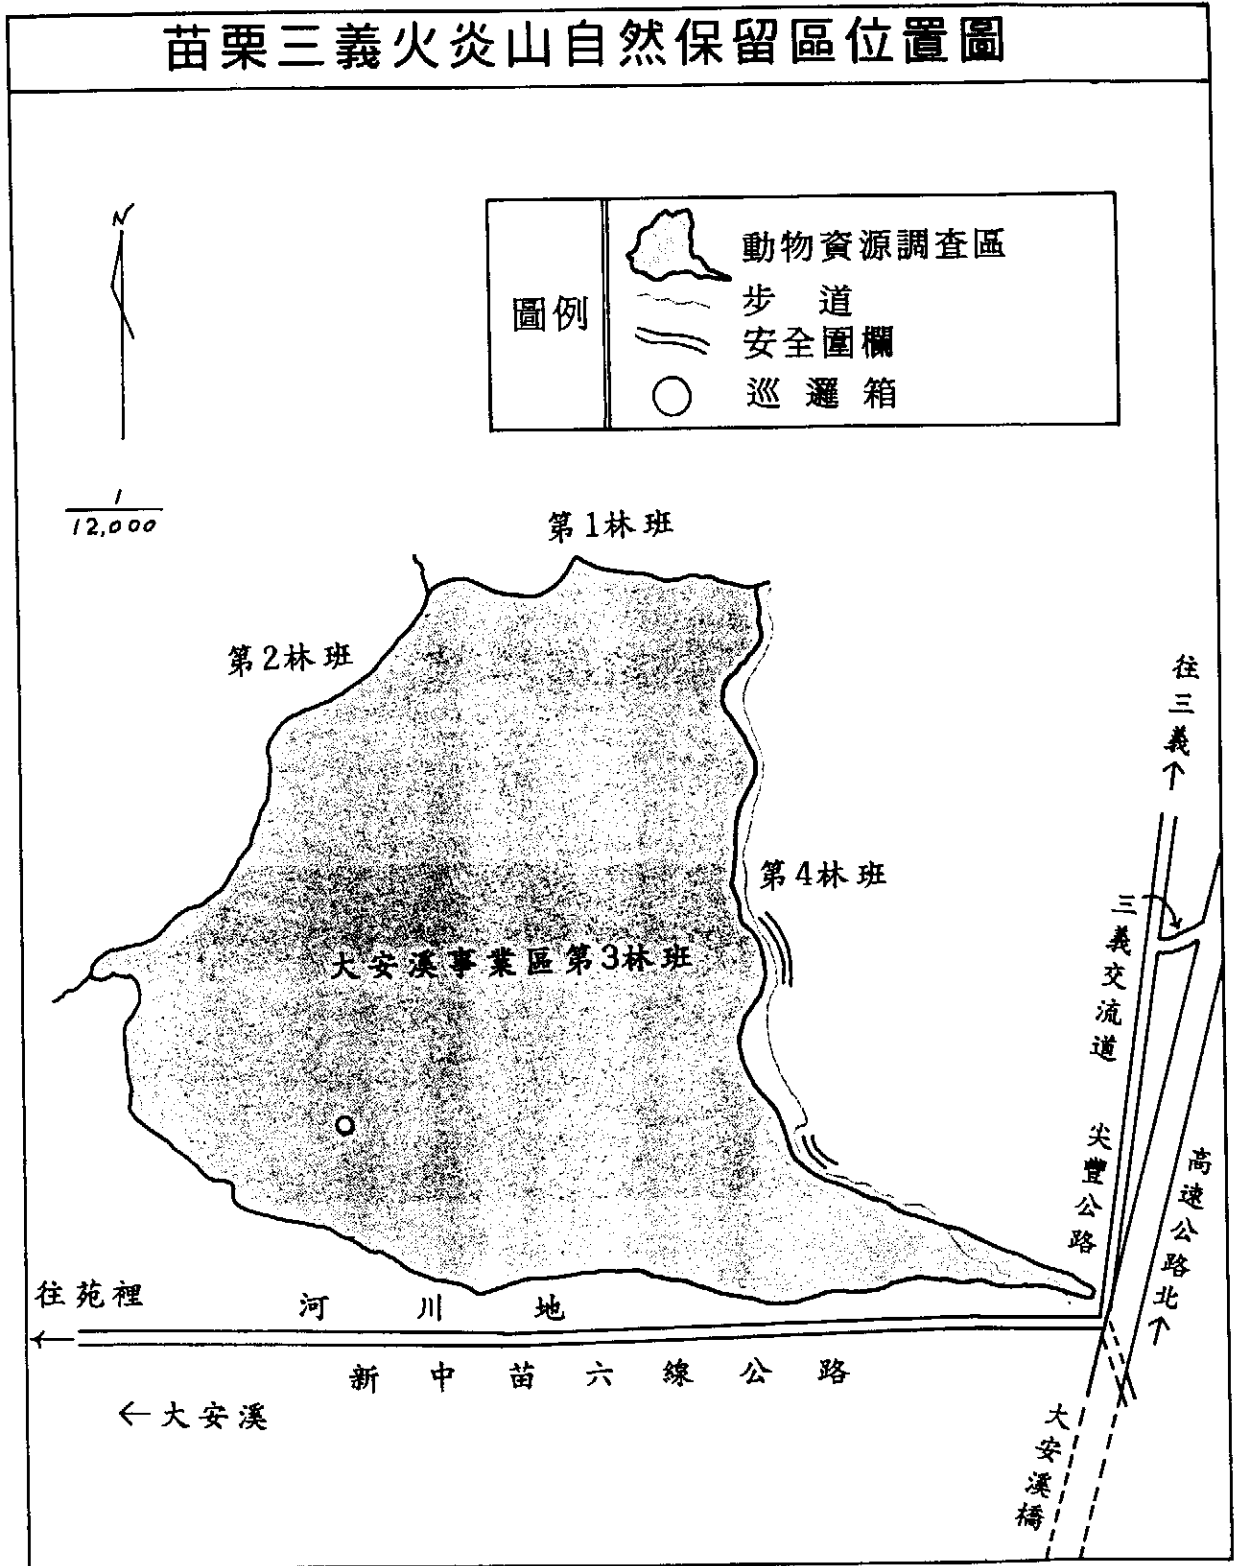 苗栗三義火炎山自然保留區位置圖
N
圖例
動物資源調查區
步道
安全圍欄
巡邏箱
1
12,000
第1林班
第2林班
往三義
第4林班
三義交流道
大安溪事業區第3林班
尖豐公路
高速公路北
往苑裡
河川地
新中苗六線公路
大安溪
大安溪橋